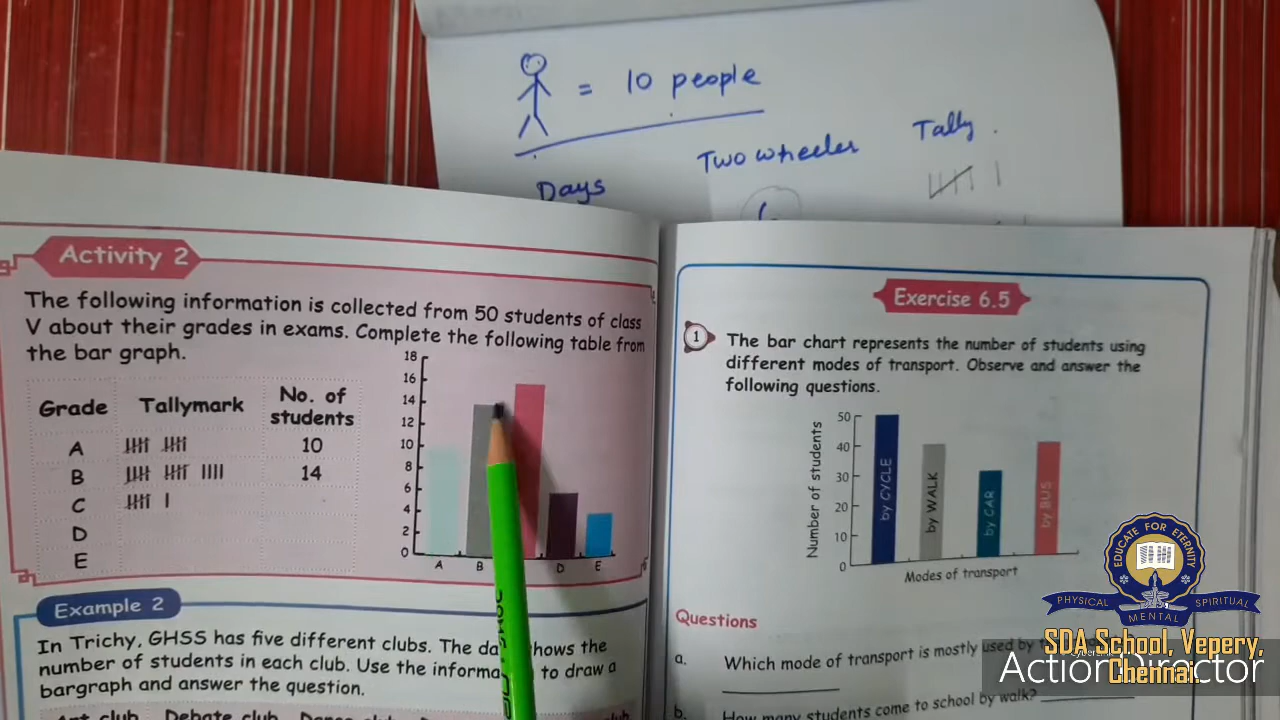 = 10 people
Days Two wheeler Tally
Activity 2
The following information is collected from 50 students of class
V about their grades in exams. Complete the following table from
the bar graph.
Grade Tallymark No. of students
A 10
B 14
C
D
E
18
16
14
12
10
8
6
4
2
0
A B D E
Example 2
In Trichy, GHSS has five different clubs. The
number of students in each club. Use the to draw a
bargraph and answer the question.
Art club Debate club Dance club
Exercise 6.5
1 The bar chart represents the number of students using
different modes of transport. Observe and answer the
following questions.
Number of students
50
40
30
20
10
0
by CYCLE by WALK by CAR by BUS
Modes of transport
Questions
a. Which mode of transport is mostly used by
b. How many students come to school by walk?
EDUCATE FOR ETERNITY
PHYSICAL MENTAL SPIRITUAL
SDA School, Vepery,
Chennai.
ActionDirector